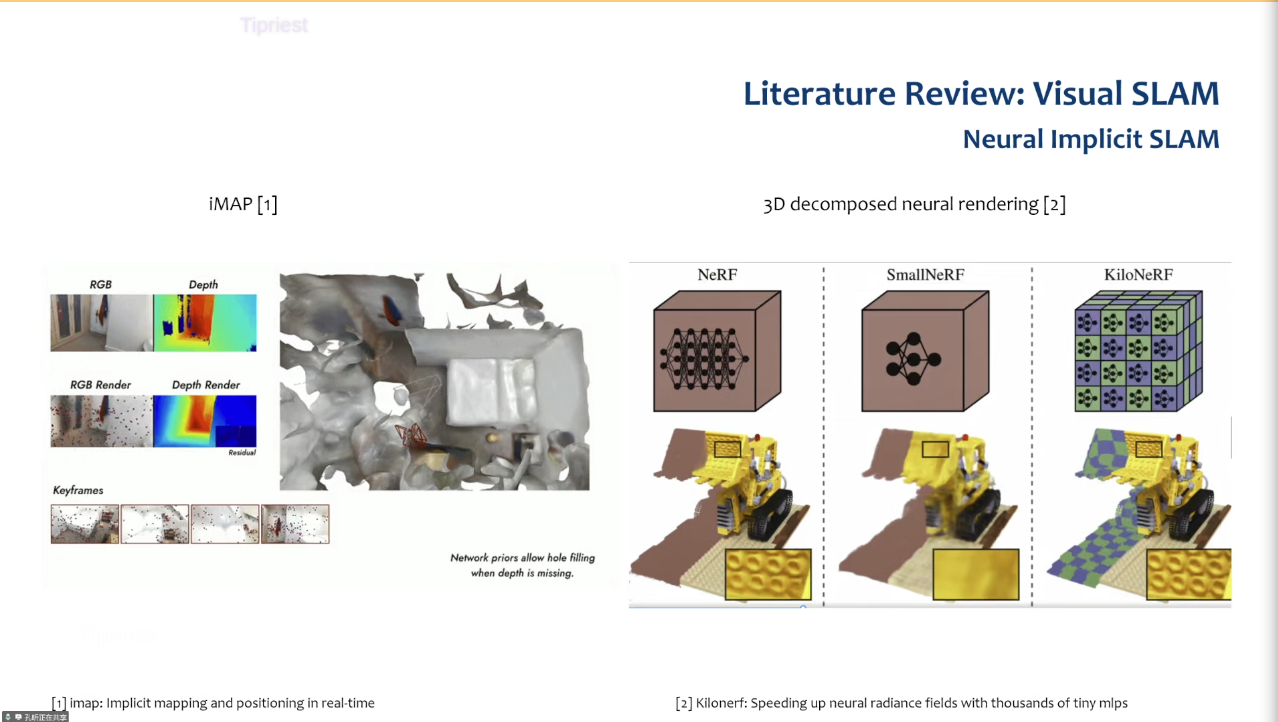 Tipriest
Literature Review: Visual SLAM
Neural Implicit SLAM
iMAP [1]
3D decomposed neural rendering [2]
RGB
Depth
RGB Render
Depth Render
Residual
Keyframes
Network priors allow hole filling
when depth is missing.
NeRF
SmallNeRF
KiloNeRF
[1] imap: Implicit mapping and positioning in real-time
[2] Kilonerf: Speeding up neural radiance fields with thousands of tiny mlps
孔昕正在共享